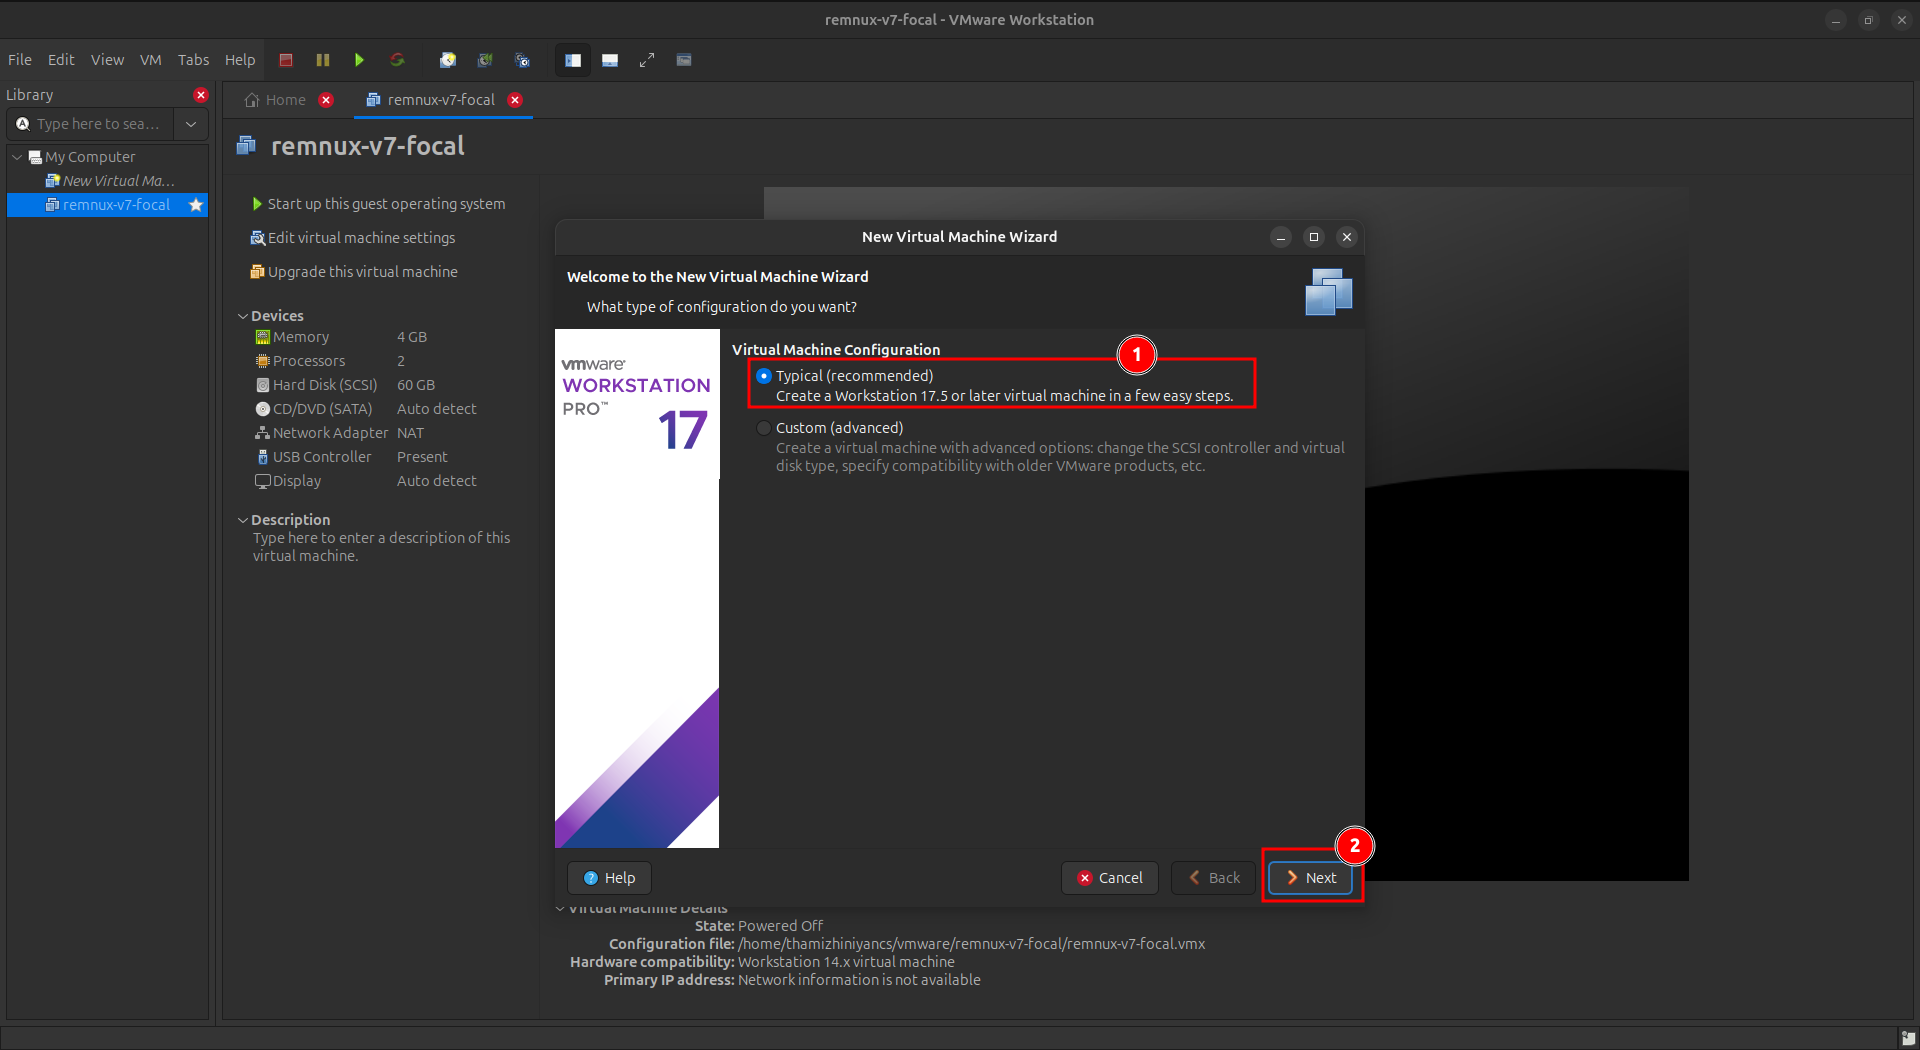 remnux-v7-focal - VMware Workstation
File Edit View VM Tabs Help
Library
Type here to sea...
My Computer
New Virtual Ma...
remnux-v7-focal
Home
remnux-v7-focal
remnux-v7-focal
Start up this guest operating system
Edit virtual machine settings
Upgrade this virtual machine
Devices
Memory 4 GB
Processors 2
Hard Disk (SCSI) 60 GB
CD/DVD (SATA) Auto detect
Network Adapter NAT
USB Controller Present
Display Auto detect
Description
Type here to enter a description of this
virtual machine.
New Virtual Machine Wizard
Welcome to the New Virtual Machine Wizard
What type of configuration do you want?
vmware®
WORKSTATION
PRO™
17
Virtual Machine Configuration
1
Typical (recommended)
Create a Workstation 17.5 or later virtual machine in a few easy steps.
Custom (advanced)
Create a virtual machine with advanced options: change the SCSI controller and virtual
disk type, specify compatibility with older VMware products, etc.
2
Help
Cancel
Back
Next
Virtual Machine Details
State: Powered Off
Configuration file: /home/thamizhiniyancs/vmware/remnux-v7-focal/remnux-v7-focal.vmx
Hardware compatibility: Workstation 14.x virtual machine
Primary IP address: Network information is not available